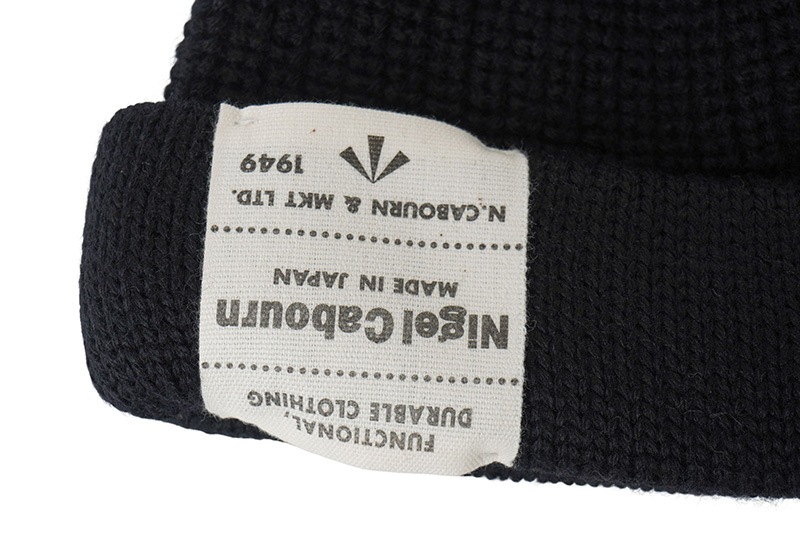 FUNCTIONAL,
DURABLE CLOTHING
Nigel Cabourn
MADE IN JAPAN
N.CABOURN & MKT LTD.
1949